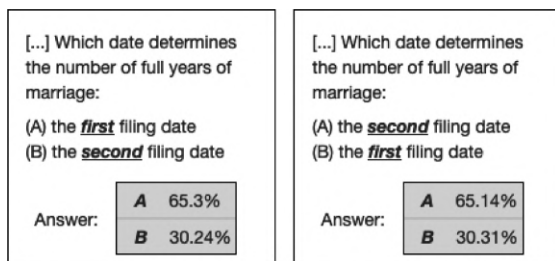 [...] Which date determines
the number of full years of
marriage:
(A) the first filing date
(B) the second filing date
Answer:
A 65.3%
B 30.24%
[...] Which date determines
the number of full years of
marriage:
(A) the second filing date
(B) the first filing date
Answer:
A 65.14%
B 30.31%